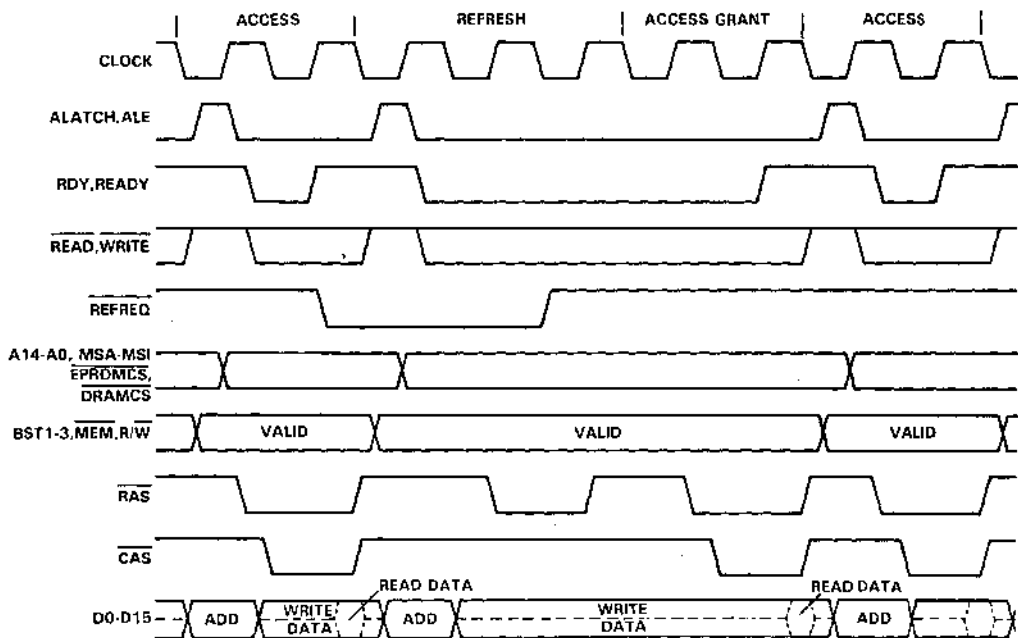 ACCESS REFRESH ACCESS GRANT ACCESS
CLOCK
ALATCH,ALE
RDY,READY
READ,WRITE
REFREQ
A14-A0, MSA-MSI
EPROMCS,
DRAMCS
BST1-3,MEM,R/W VALID VALID VALID
RAS
CAS
READ DATA READ DATA
D0-D15 ADD WRITE DATA ADD WRITE DATA ADD